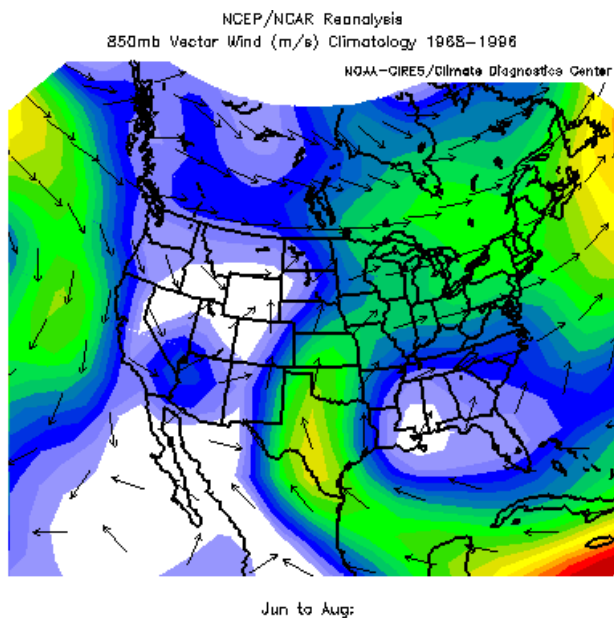 NCEP/NCAR Reanalysis
850mb Vector Wind (m/s) Climatology 1968-1996
NOAA-CIRES/Climate Diagnostics Center
Jun to Aug: